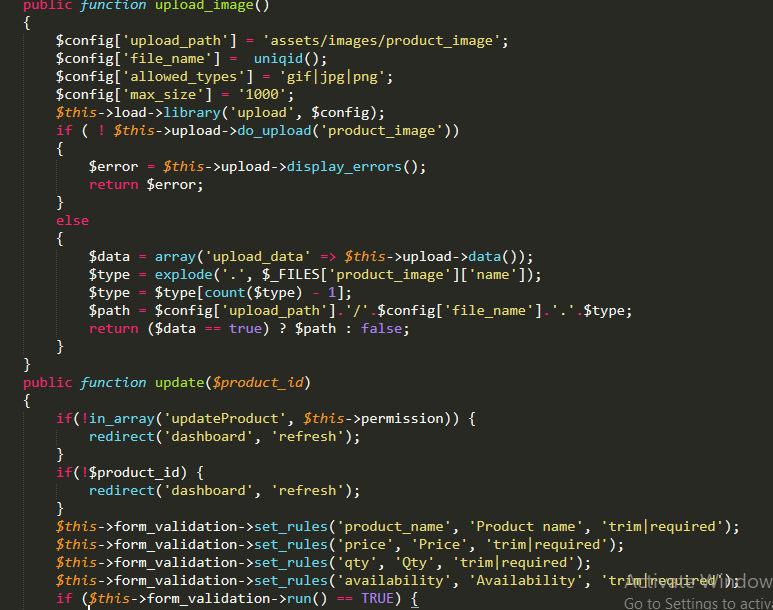 public function upload_image()
{
$config['upload_path'] = 'assets/images/product_image';
$config['file_name'] =  uniqid();
$config['allowed_types'] = 'gif|jpg|png';
$config['max_size'] = '1000';
$this->load->library('upload', $config);
if ( ! $this->upload->do_upload('product_image'))
{
$error = $this->upload->display_errors();
return $error;
}
else
{
$data = array('upload_data' => $this->upload->data());
$type = explode('.', $_FILES['product_image']['name']);
$type = $type[count($type) - 1];
$path = $config['upload_path'].'/'.$config['file_name'].'.'.$type;
return ($data == true) ? $path : false;
}
}
public function update($product_id)
{
if(!in_array('updateProduct', $this->permission)) {
redirect('dashboard', 'refresh');
}
if(!$product_id) {
redirect('dashboard', 'refresh');
}
$this->form_validation->set_rules('product_name', 'Product name', 'trim|required');
$this->form_validation->set_rules('price', 'Price', 'trim|required');
$this->form_validation->set_rules('qty', 'Qty', 'trim|required');
$this->form_validation->set_rules('availability', 'Availability', 'trim|required');
if ($this->form_validation->run() == TRUE) {
Activate Window
Go to Settings to activ